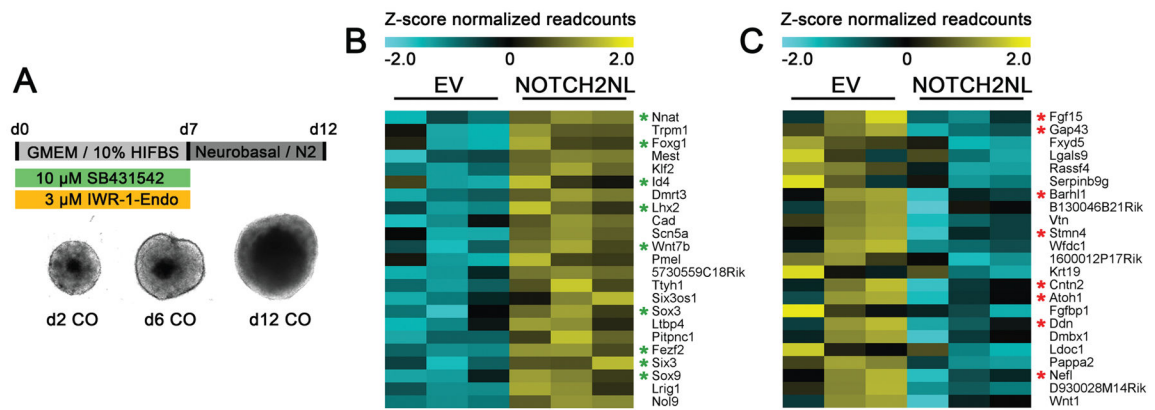 A
d0 d7 d12
GMEM / 10% HIFBS Neurobasal / N2
10 µM SB431542
3 µM IWR-1-Endo
d2 CO d6 CO d12 CO
B
Z-score normalized readcounts
-2.0 0 2.0
EV NOTCH2NL
* Nnat
Trpm1
* Foxg1
Mest
Klf2
* Id4
Dmrt3
* Lhx2
Cad
Scn5a
* Wnt7b
Pmel
5730559C18Rik
Ttyh1
Six3os1
* Sox3
Ltbp4
Pitpnc1
* Fezf2
* Six3
* Sox9
Lrig1
Nol9
C
Z-score normalized readcounts
-2.0 0 2.0
EV NOTCH2NL
* Fgf15
* Gap43
Fxyd5
Lgals9
Rassf4
Serpinb9g
* Barhl1
B130046B21Rik
Vtn
* Stmn4
Wfdc1
1600012P17Rik
Krt19
* Cntn2
* Atoh1
Fgfbp1
* Ddn
Dmbx1
Ldoc1
Pappa2
* Nefl
D930028M14Rik
Wnt1